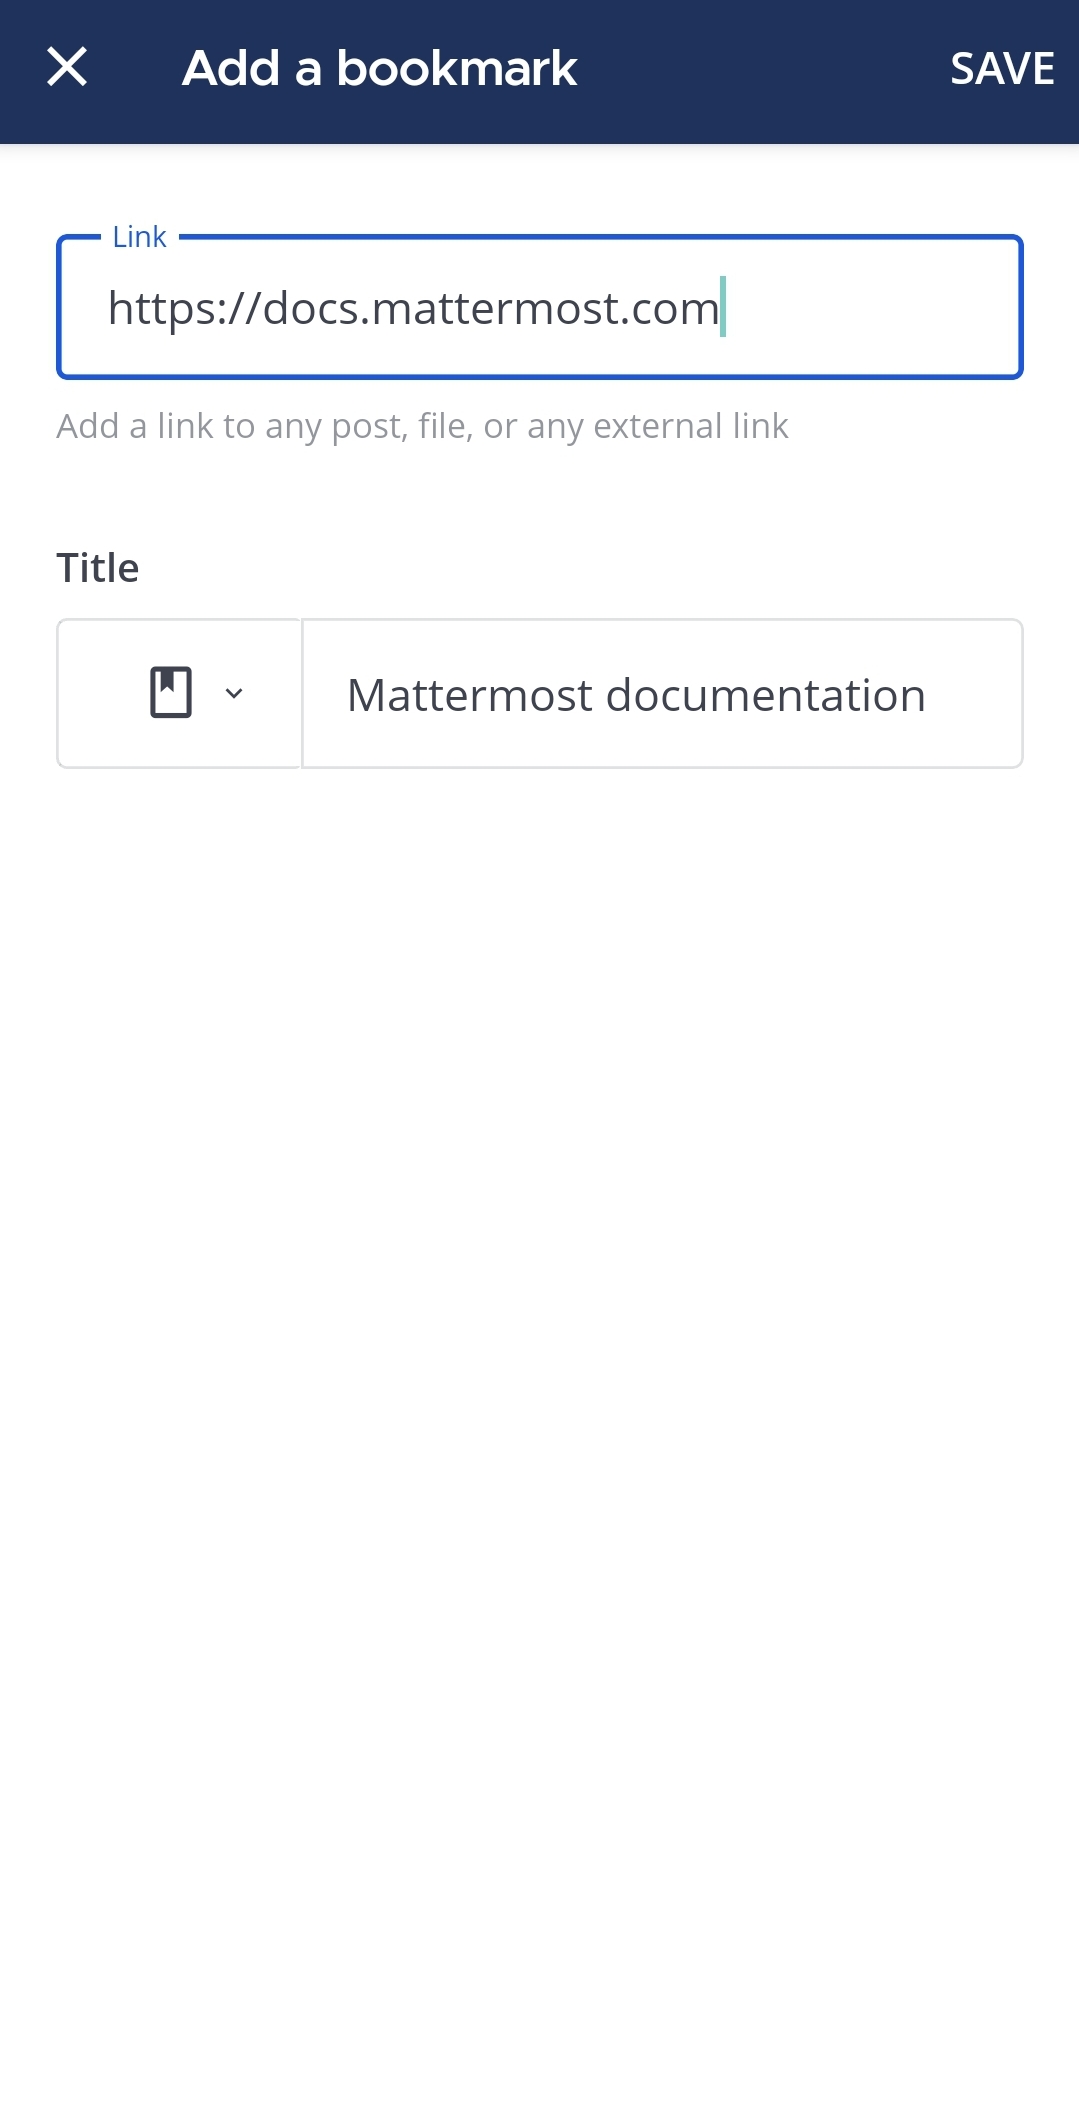 Add a bookmark
SAVE
Link
https://docs.mattermost.com
Add a link to any post, file, or any external link
Title
Mattermost documentation